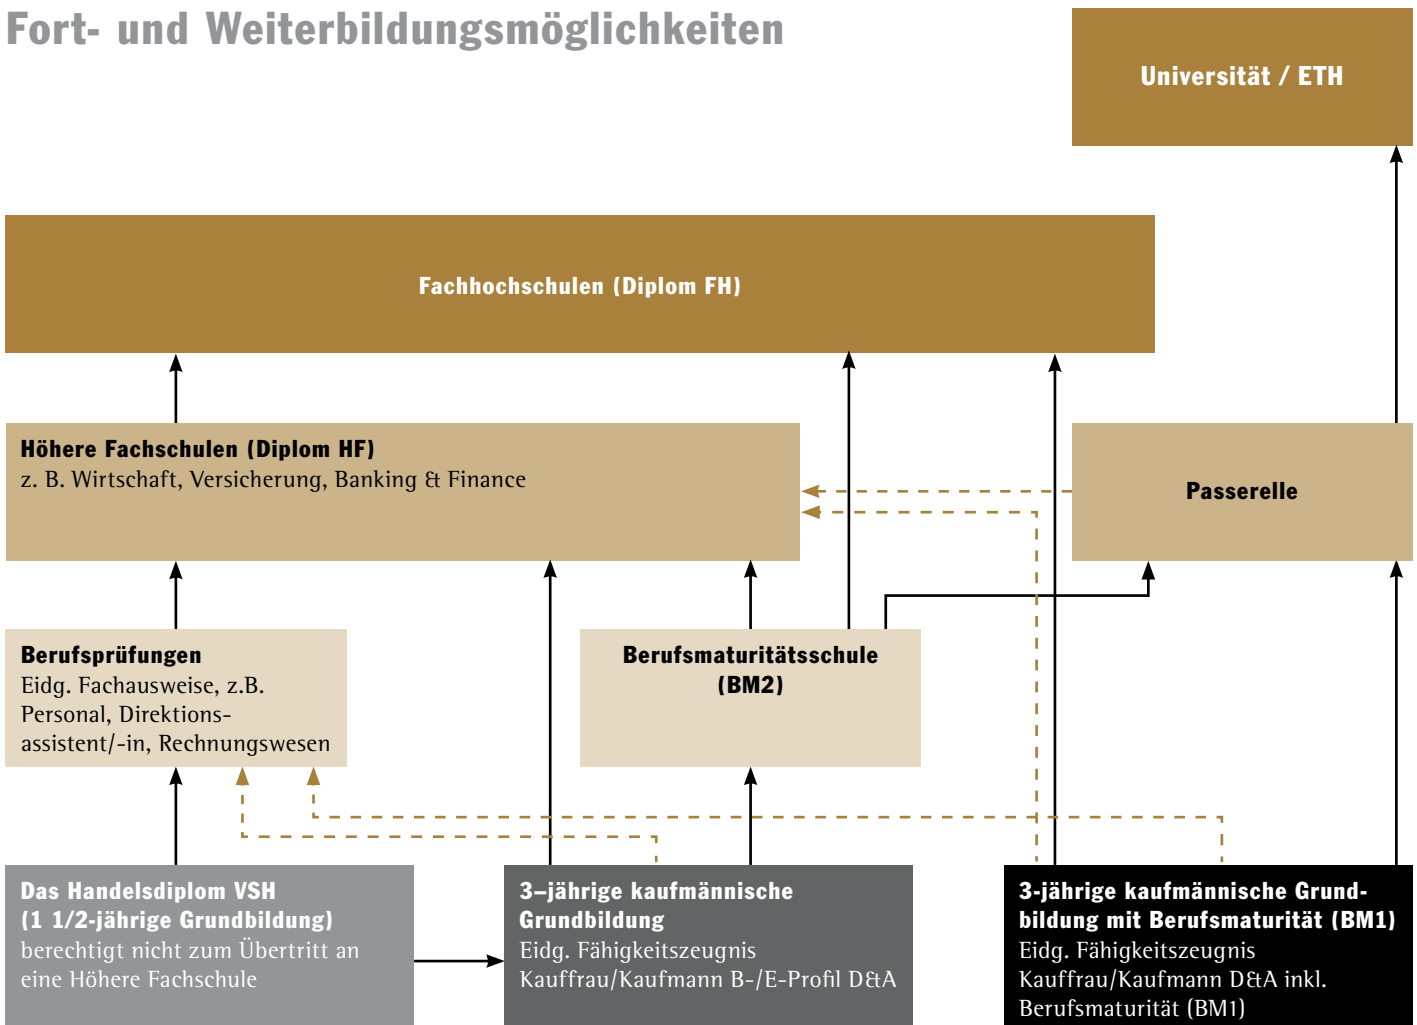 Fort- und Weiterbildungsmöglichkeiten
Universität / ETH
Fachhochschulen (Diplom FH)
Höhere Fachschulen (Diplom HF)
z. B. Wirtschaft, Versicherung, Banking & Finance
Passerelle
Berufsprüfungen
Eidg. Fachausweise, z.B.
Personal, Direktions-
assistent/-in, Rechnungswesen
Berufsmaturitätsschule
(BM2)
Das Handelsdiplom VSH
(1 1/2-jährige Grundbildung)
berechtigt nicht zum Übertritt an
eine Höhere Fachschule
3–jährige kaufmännische
Grundbildung
Eidg. Fähigkeitszeugnis
Kauffrau/Kaufmann B-/E-Profil D&A
3-jährige kaufmännische Grund-
bildung mit Berufsmaturität (BM1)
Eidg. Fähigkeitszeugnis
Kauffrau/Kaufmann D&A inkl.
Berufsmaturität (BM1)